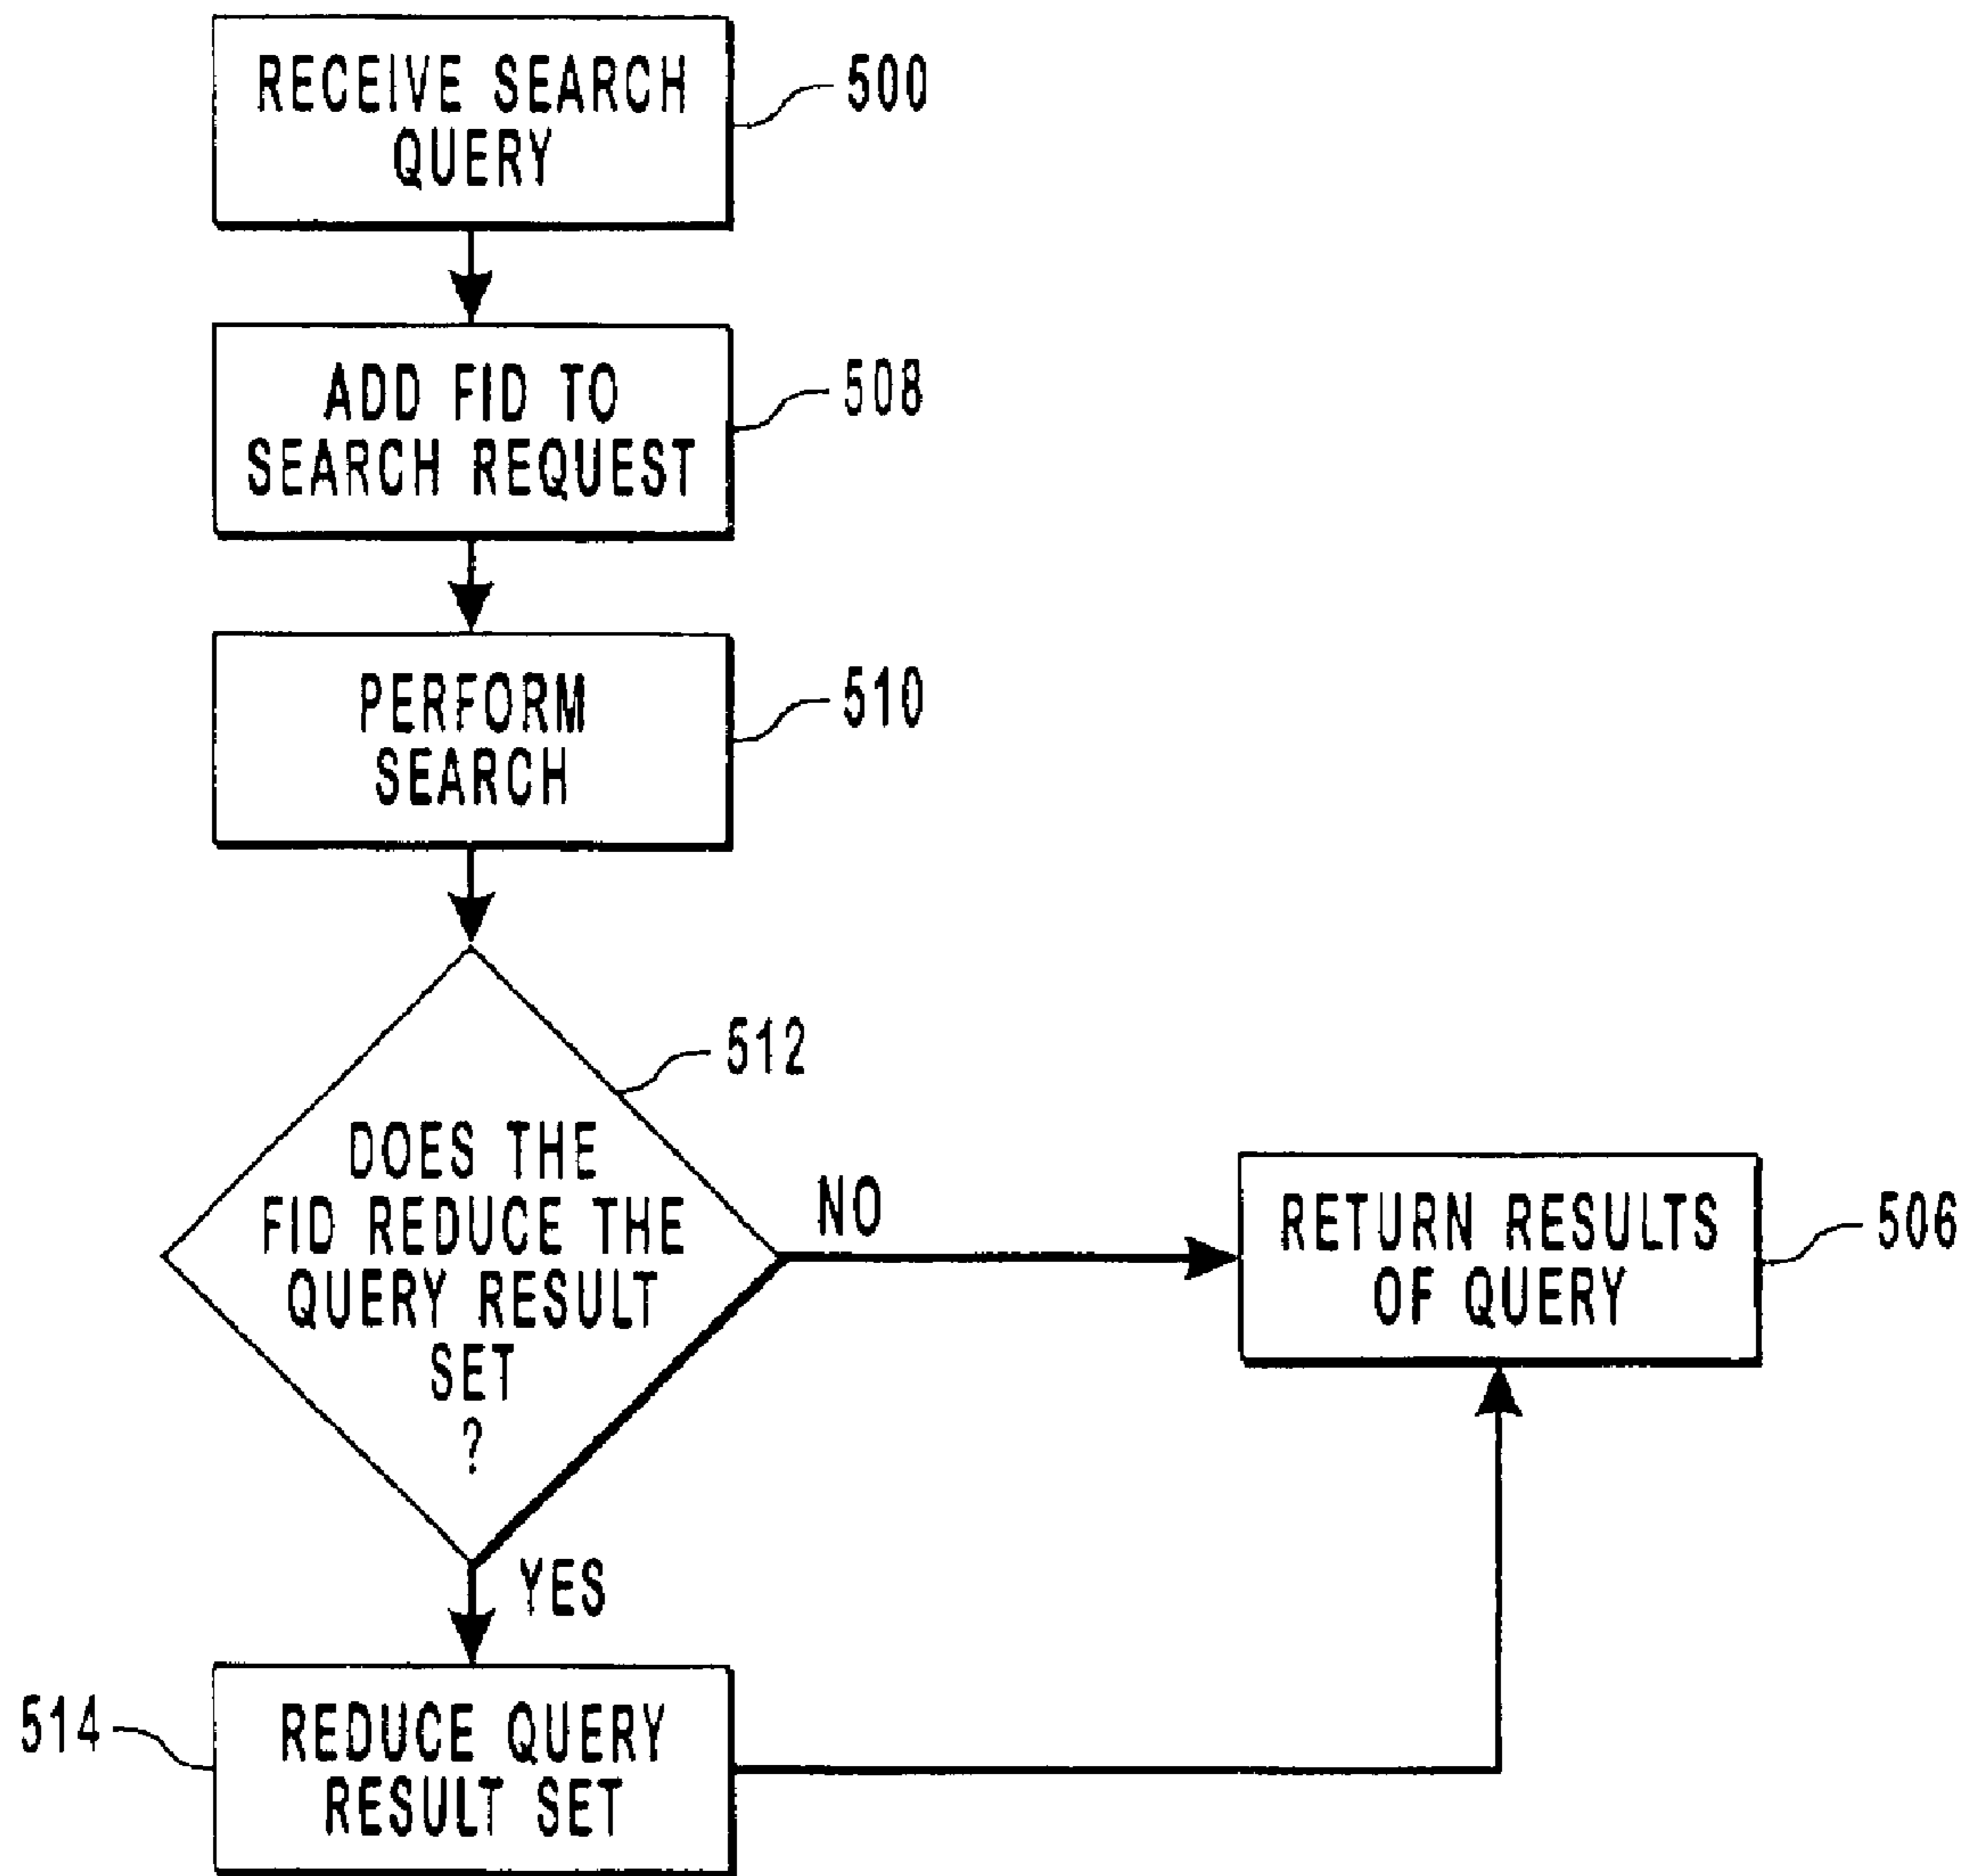 RECEIVE SEARCH
QUERY
500
ADD FID TO
SEARCH REQUEST
508
PERFORM
SEARCH
510
512
DOES THE
FID REDUCE THE
QUERY RESULT
SET
?
NO
RETURN RESULTS
OF QUERY
506
YES
514
REDUCE QUERY
RESULT SET